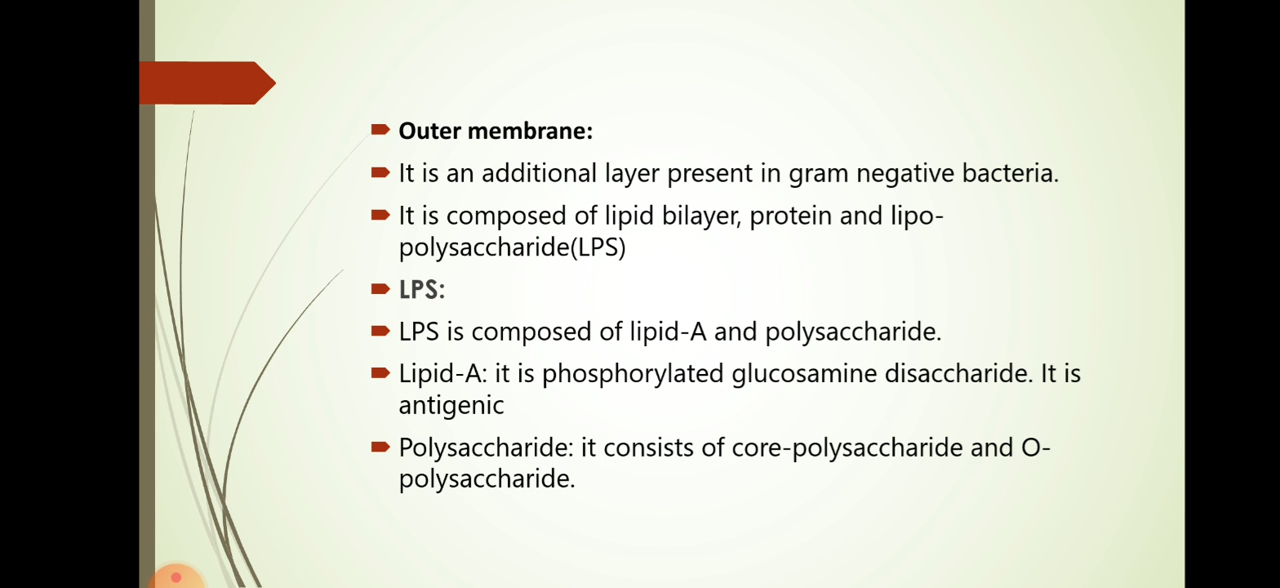 Outer membrane:
It is an additional layer present in gram negative bacteria.
It is composed of lipid bilayer, protein and lipo-
polysaccharide(LPS)
LPS:
LPS is composed of lipid-A and polysaccharide.
Lipid-A: it is phosphorylated glucosamine disaccharide. It is
antigenic
Polysaccharide: it consists of core-polysaccharide and O-
polysaccharide.